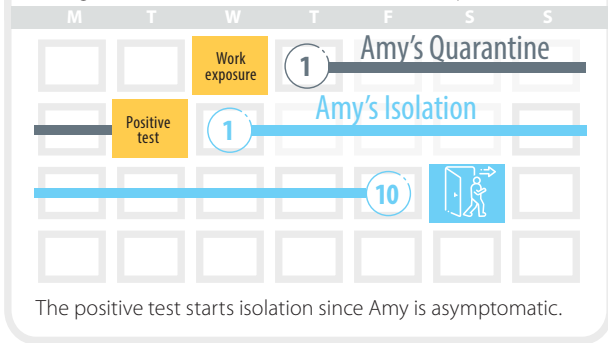 M T W T F S S
Work
exposure
1
Amy's Quarantine
Positive
test
1
Amy's Isolation
10
The positive test starts isolation since Amy is asymptomatic.